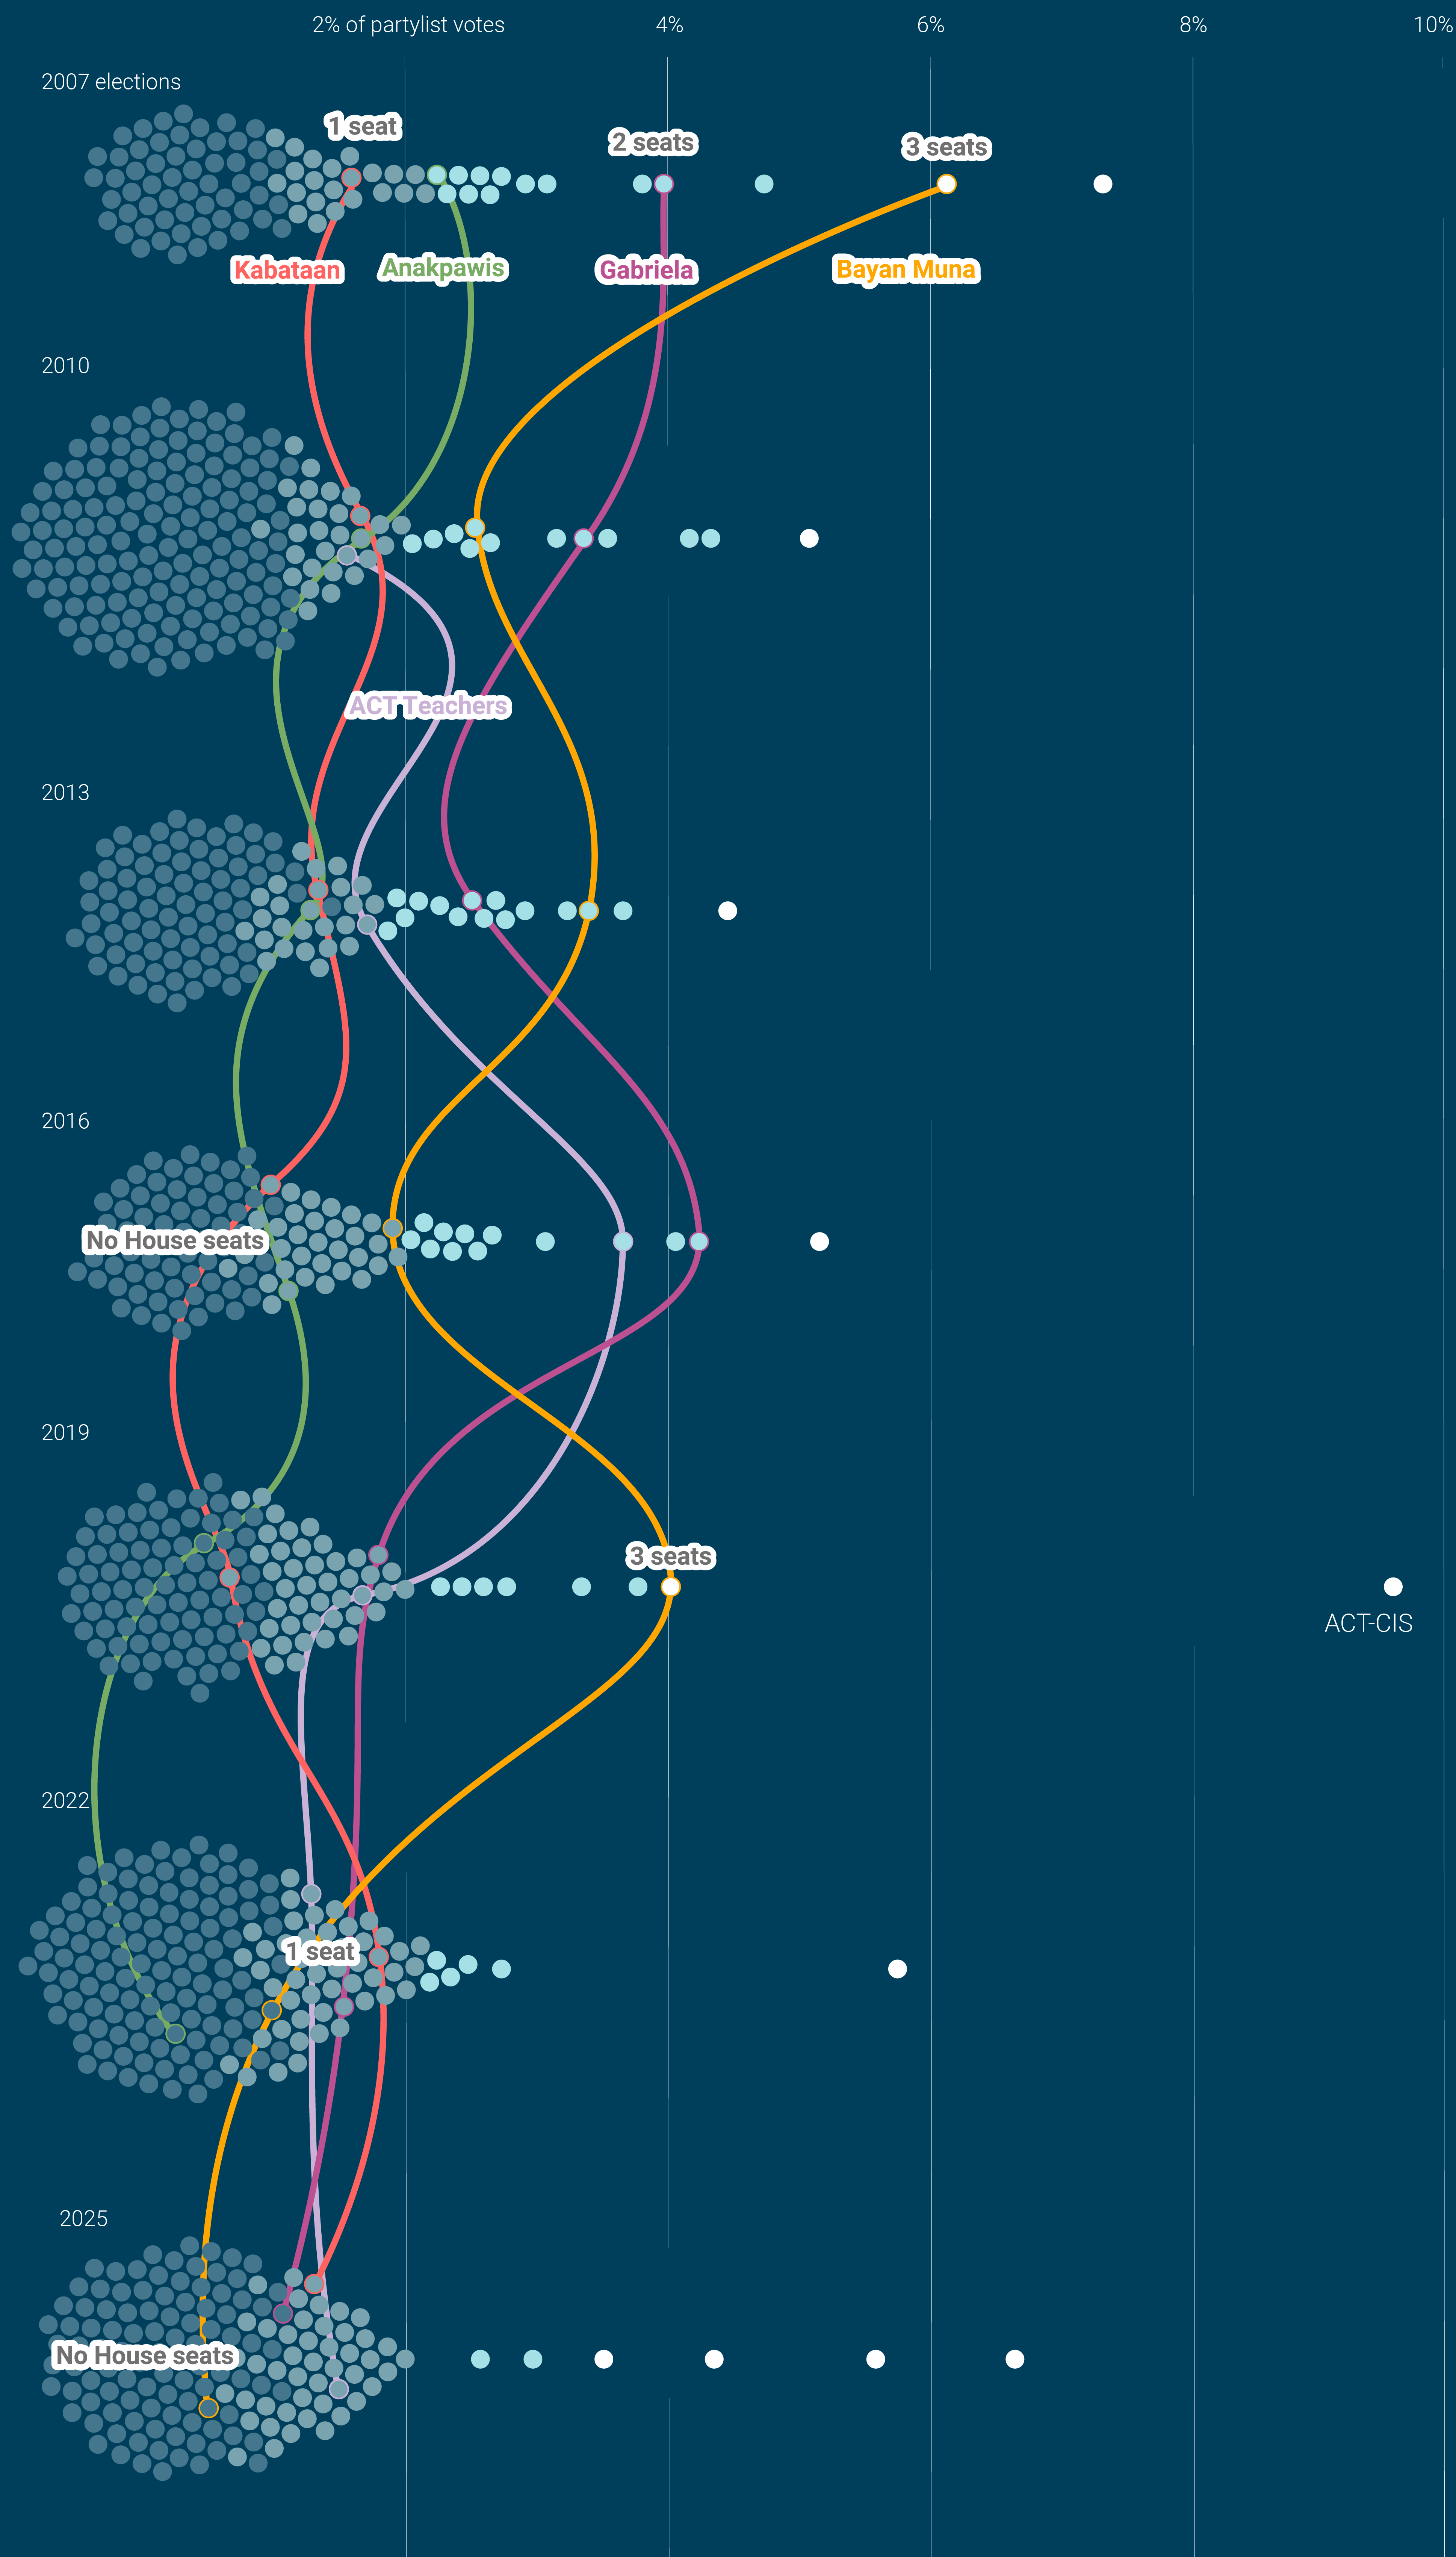 2% of partylist votes
4%
6%
8%
10%
2007 elections
1 seat
2 seats
3 seats
Kabataan
Anakpawis
Gabriela
Bayan Muna
2010
ACT Teachers
2013
2016
No House seats
2019
3 seats
ACT-CIS
2022
1 seat
2025
No House seats